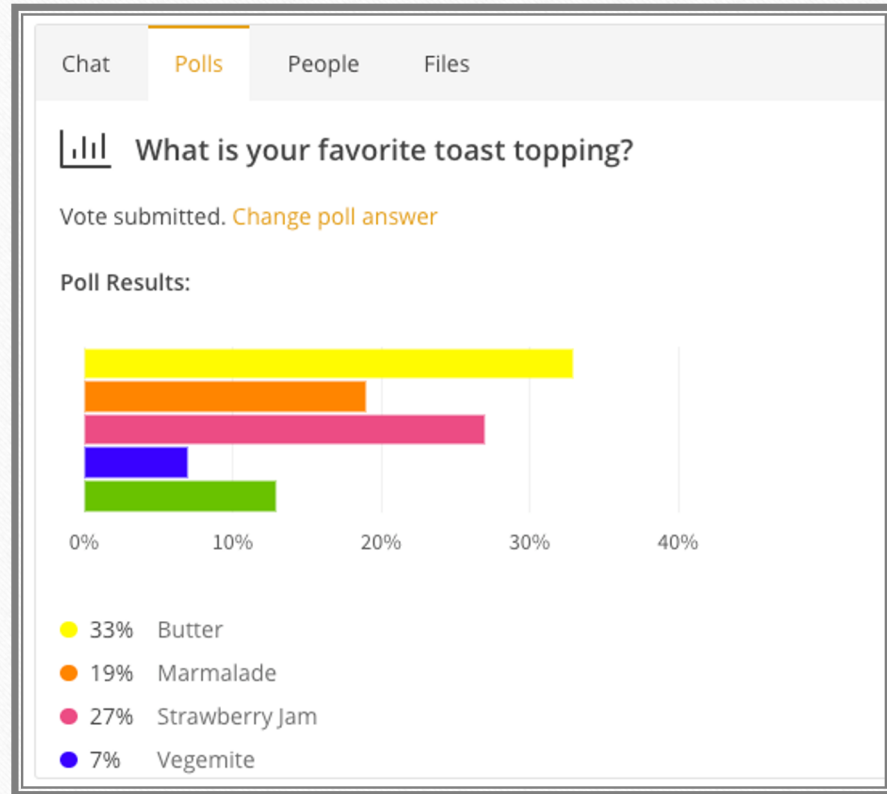 Chat Polls People Files
What is your favorite toast topping?
Vote submitted. Change poll answer
Poll Results:
0% 10% 20% 30% 40%
33% Butter
19% Marmalade
27% Strawberry Jam
7% Vegemite